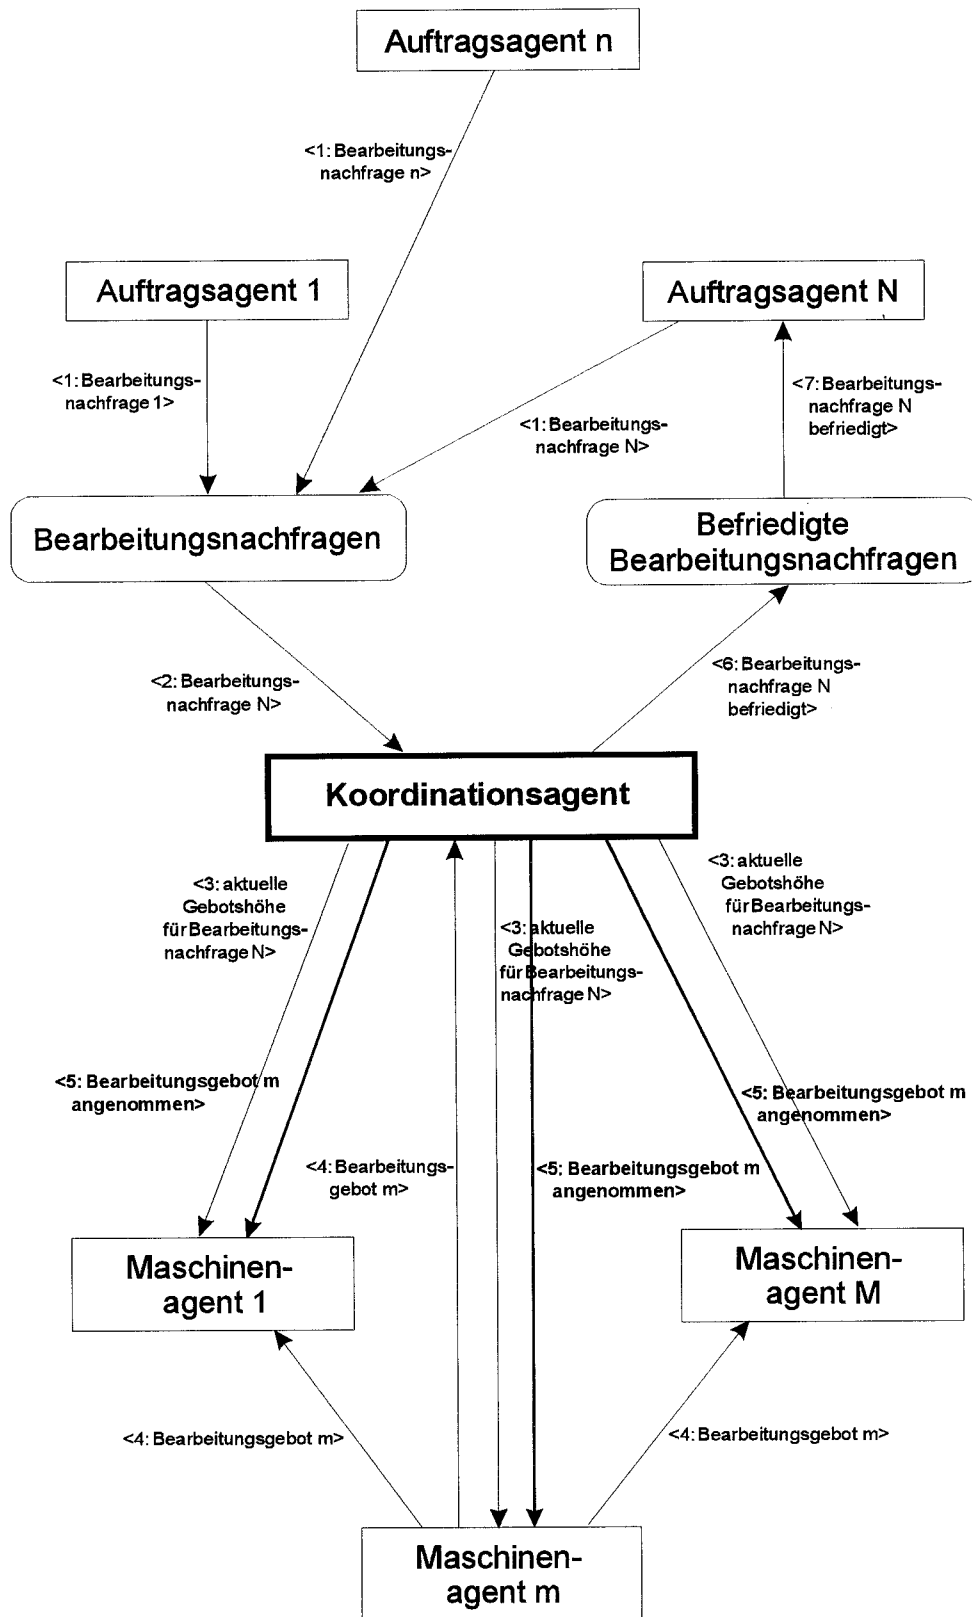 Auftragsagent n
<1: Bearbeitungs-
nachfrage n>
Auftragsagent 1
Auftragsagent N
<1: Bearbeitungs-
nachfrage 1>
<1: Bearbeitungs-
nachfrage N>
<7: Bearbeitungs-
nachfrage N
befriedigt>
Bearbeitungsnachfragen
Befriedigte
Bearbeitungsnachfragen
<2: Bearbeitungs-
nachfrage N>
<6: Bearbeitungs-
nachfrage N
befriedigt>
Koordinationsagent
<3: aktuelle
Gebotshöhe
für Bearbeitungs-
nachfrage N>
<3: aktuelle
Gebotshöhe
für Bearbeitungs-
nachfrage N>
<3: aktuelle
Gebotshöhe
für Bearbeitungs-
nachfrage N>
<5: Bearbeitungsgebot m
angenommen>
<4: Bearbeitungs-
gebot m>
<5: Bearbeitungsgebot m
angenommen>
<5: Bearbeitungsgebot m
angenommen>
Maschinen-
agent 1
Maschinen-
agent M
<4: Bearbeitungsgebot m>
<4: Bearbeitungsgebot m>
Maschinen-
agent m